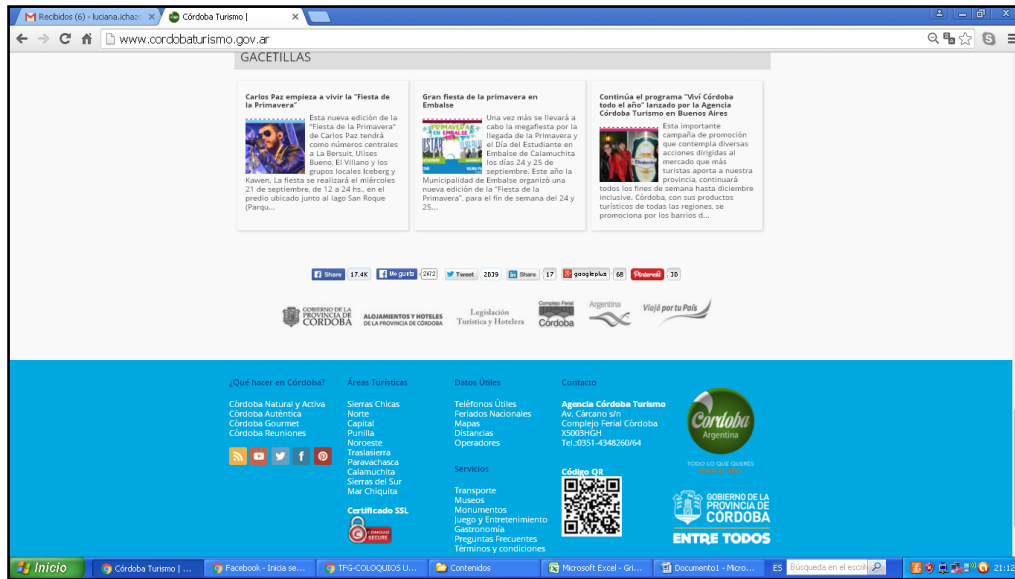 Recibidos (6) - luciana.ichaz
Córdoba Turismo |
www.cordobaturismo.gov.ar
GACETILLAS
Carlos Paz empieza a vivir la "Fiesta de
la Primavera"
Esta nueva edición de la
"Fiesta de la Primavera"
de Carlos Paz tendrá
como números centrales
a La Bersuit, Ulises
Bueno, El Villano y los
grupos locales Iceberg y
Kawen. La fiesta se realizará el miércoles
21 de septiembre, de 12 a 24 hs., en el
predio ubicado junto al lago San Roque
(Parqu...
Gran fiesta de la primavera en
Embalse
Una vez más se llevará a
cabo la megafiesta por la
llegada de la Primavera y
el Día del Estudiante en
Embalse de Calamuchita
los días 24 y 25 de
septiembre. Este año la
Municipalidad de Embalse organizó una
nueva edición de la "Fiesta de la
Primavera", para el fin de semana del 24 y
25...
Continúa el programa "Viví Córdoba
todo el año" lanzado por la Agencia
Córdoba Turismo en Buenos Aires
Esta importante
campaña de promoción
que contempla diversas
acciones dirigidas al
mercado que más
turistas aporta a nuestra
provincia, continuará
todos los fines de semana hasta diciembre
inclusive. Córdoba, con sus productos
turísticos de todas las regiones, se
promociona por los barrios d...
Share 17.4K Me gusta 2472 Tweet 2039 Share 17 googleplus 68 Pinterest 30
GOBIERNO DE LA
PROVINCIA DE
CÓRDOBA
ALOJAMIENTOS Y HOTELES
DE LA PROVINCIA DE CÓRDOBA
Legislación
Turística y Hotelera
Complejo Ferial
Córdoba
Argentina
Viajá por tu País
¿Qué hacer en Córdoba?
Córdoba Natural y Activa
Córdoba Auténtica
Córdoba Gourmet
Córdoba Reuniones
Áreas Turísticas
Sierras Chicas
Norte
Capital
Punilla
Noroeste
Traslasierra
Paravachasca
Calamuchita
Sierras del Sur
Mar Chiquita
Certificado SSL
COMODO
SECURE
Datos Útiles
Teléfonos Útiles
Feriados Nacionales
Mapas
Distancias
Operadores
Servicios
Transporte
Museos
Monumentos
Juego y Entretenimiento
Gastronomía
Preguntas Frecuentes
Términos y condiciones
Contacto
Agencia Córdoba Turismo
Av. Cárcano s/n
Complejo Ferial Córdoba
X5003HGH
Tel.:0351-4348260/64
Código QR
Córdoba
Argentina
TODO LO QUE QUERÉS
GOBIERNO DE LA
PROVINCIA DE
CÓRDOBA
ENTRE TODOS
Inicio
Córdoba Turismo | ...
Facebook - Inicia se...
TFG-COLOQUIOS U...
Contenidos
Microsoft Excel - Gri...
Documento1 - Micro...
ES
Búsqueda en el escrit
21:12